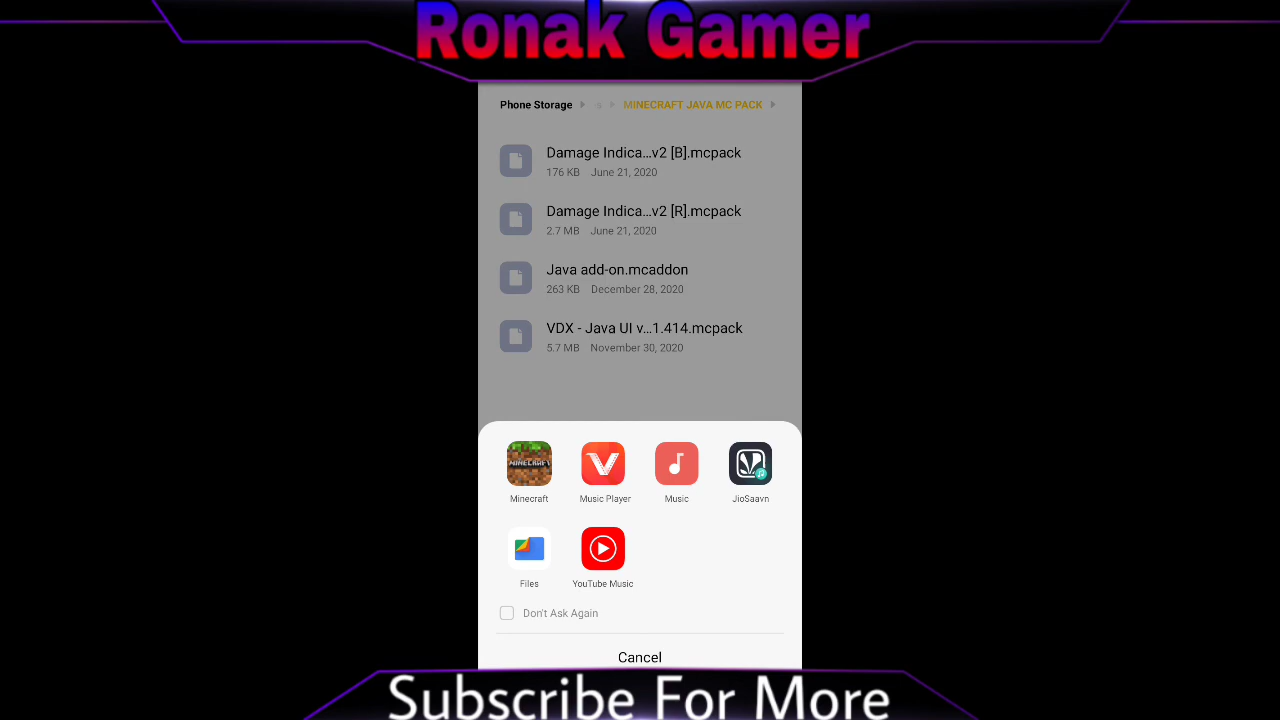 Ronak Gamer
Phone Storage MINECRAFT JAVA MC PACK
Damage Indica...v2 [B].mcpack
176 KB June 21, 2020
Damage Indica...v2 [R].mcpack
2.7 MB June 21, 2020
Java add-on.mcaddon
263 KB December 28, 2020
VDX - Java UI v...1.414.mcpack
5.7 MB November 30, 2020
MINECRAFT
Minecraft Music Player Music JioSaavn
Files YouTube Music
Don't Ask Again
Cancel
Subscribe For More